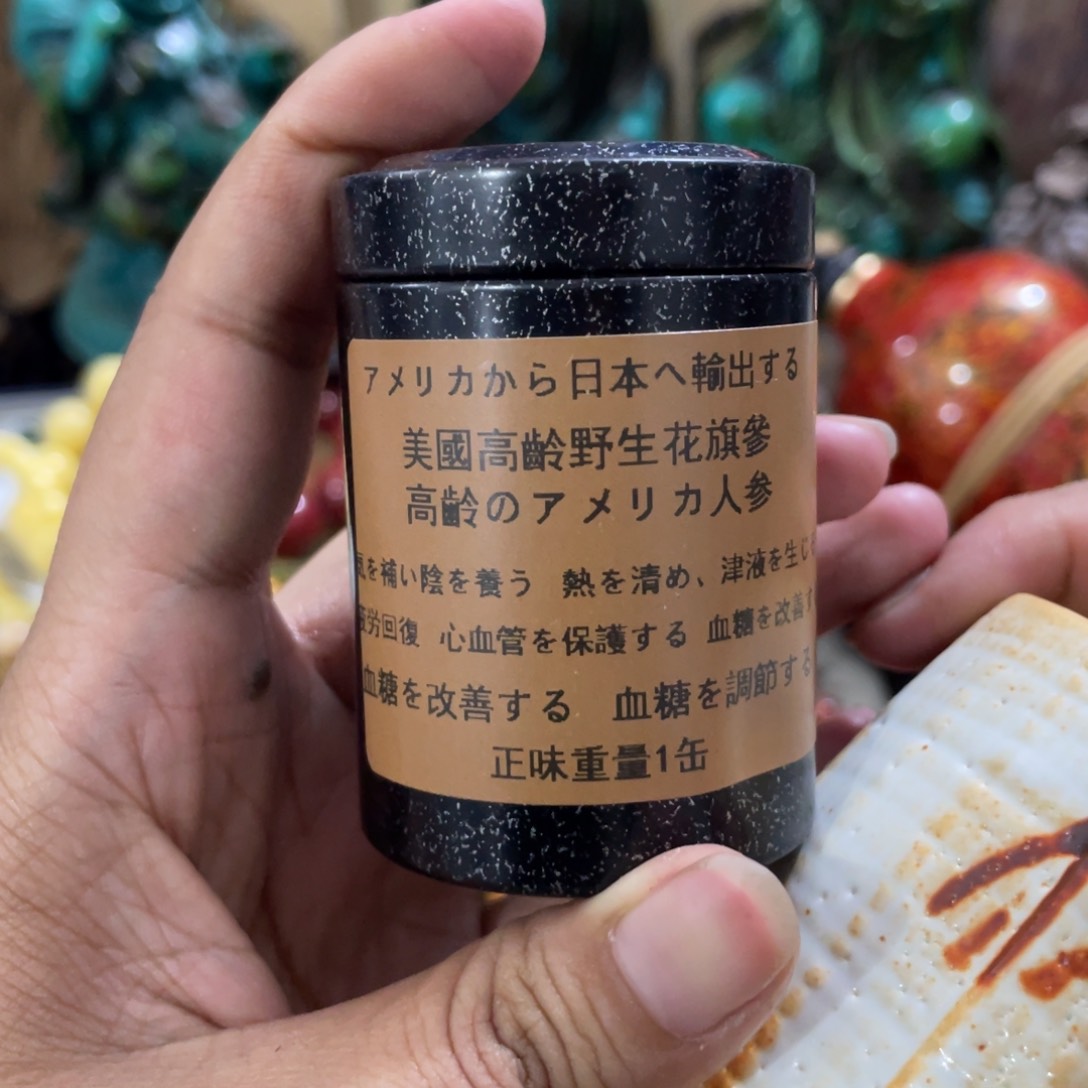 アメリカから日本へ輸出する
美國高齡野生花旗參
高齢のアメリカ人参
気を補い陰を養う 熱を清め、津液を生じ
疲労回復 心血管を保護する 血糖を改善す
血糖を改善する 血糖を調節する
正味重量1缶